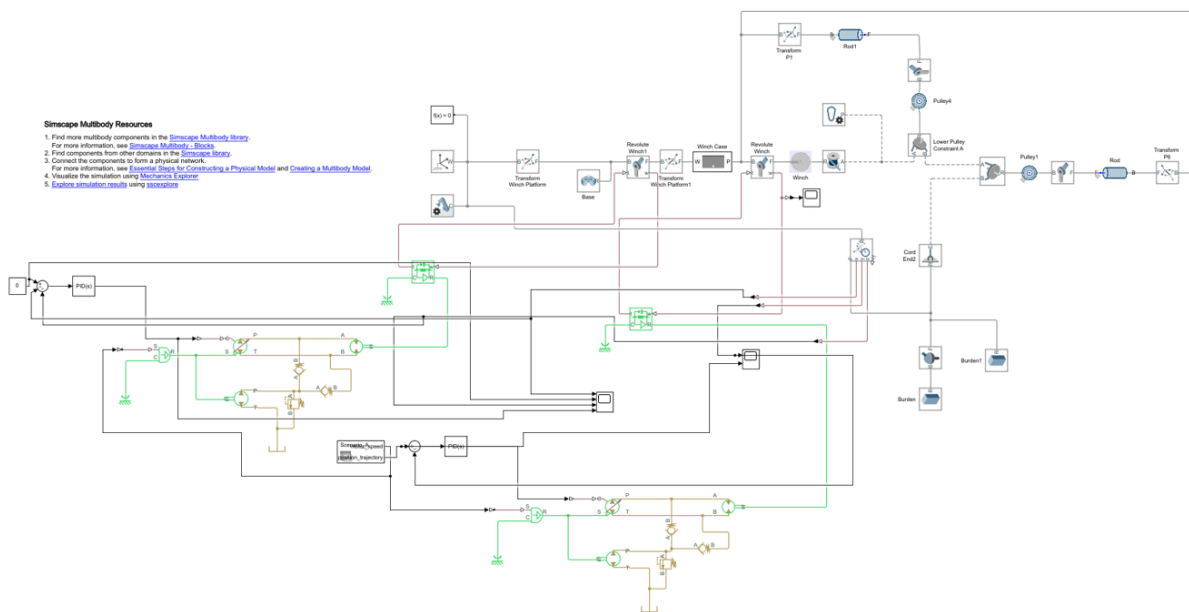 Simscape Multibody Resources
1. Find more multibody components in the Simscape Multibody library.
For more information, see Simscape Multibody - Blocks.
2. Find components from other domains in the Simscape library.
3. Connect the components to form a physical network.
For more information, see Essential Steps for Constructing a Physical Model and Creating a Multibody Model.
4. Visualize the simulation using Mechanics Explorer
5. Explore simulation results using sscexplore
f(x) = 0
Transform
P1
Rod1
Pulley4
Lower Pulley
Constraint A
Pulley1
Rod
Transform
P6
Transform
Winch Platform
Base
Revolute
Winch1
Transform
Winch Platform1
Winch Case
Revolute
Winch
Winch
Cord
End2
Burden1
Burden
0
PID(s)
PID(s)